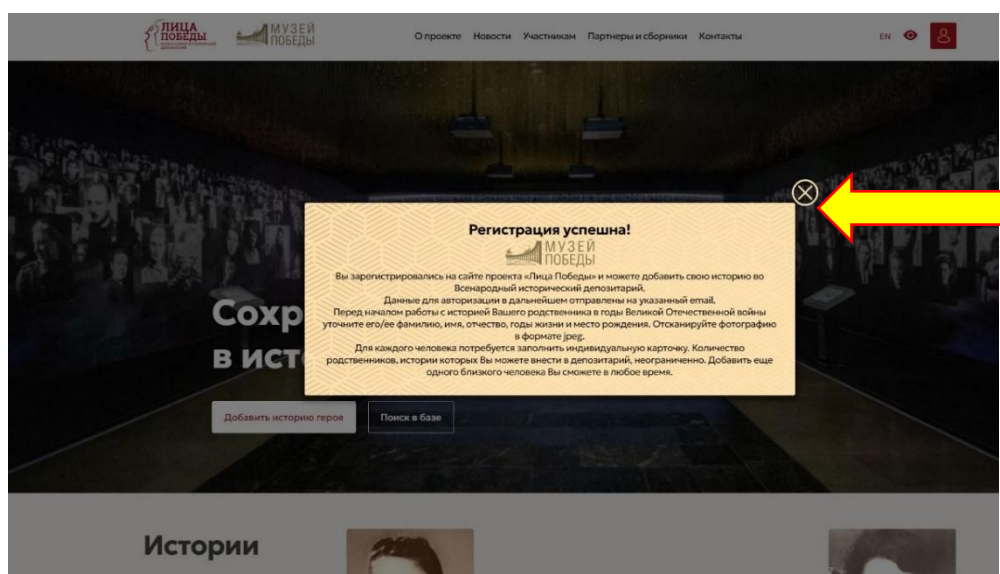 ЛИЦА
ПОБЕДЫ
МУЗЕЙ
ПОБЕДЫ
О проекте Новости Участникам Партнеры и сборники Контакты
EN
Регистрация успешна!
МУЗЕЙ
ПОБЕДЫ
Вы зарегистрировались на сайте проекта «Лица Победы» и можете добавить свою историю во
Всенародный исторический депозитарий.
Данные для авторизации в дальнейшем отправлены на указанный email.
Перед началом работы с историей Вашего родственника в годы Великой Отечественной войны
уточните его/ее фамилию, имя, отчество, годы жизни и место рождения. Отсканируйте фотографию
в формате jpeg.
Для каждого человека потребуется заполнить индивидуальную карточку. Количество
родственников, истории которых Вы можете внести в депозитарий, неограниченно. Добавить еще
одного близкого человека Вы сможете в любое время.
Сохр
в ист
Добавить историю героя Поиск в базе
Истории